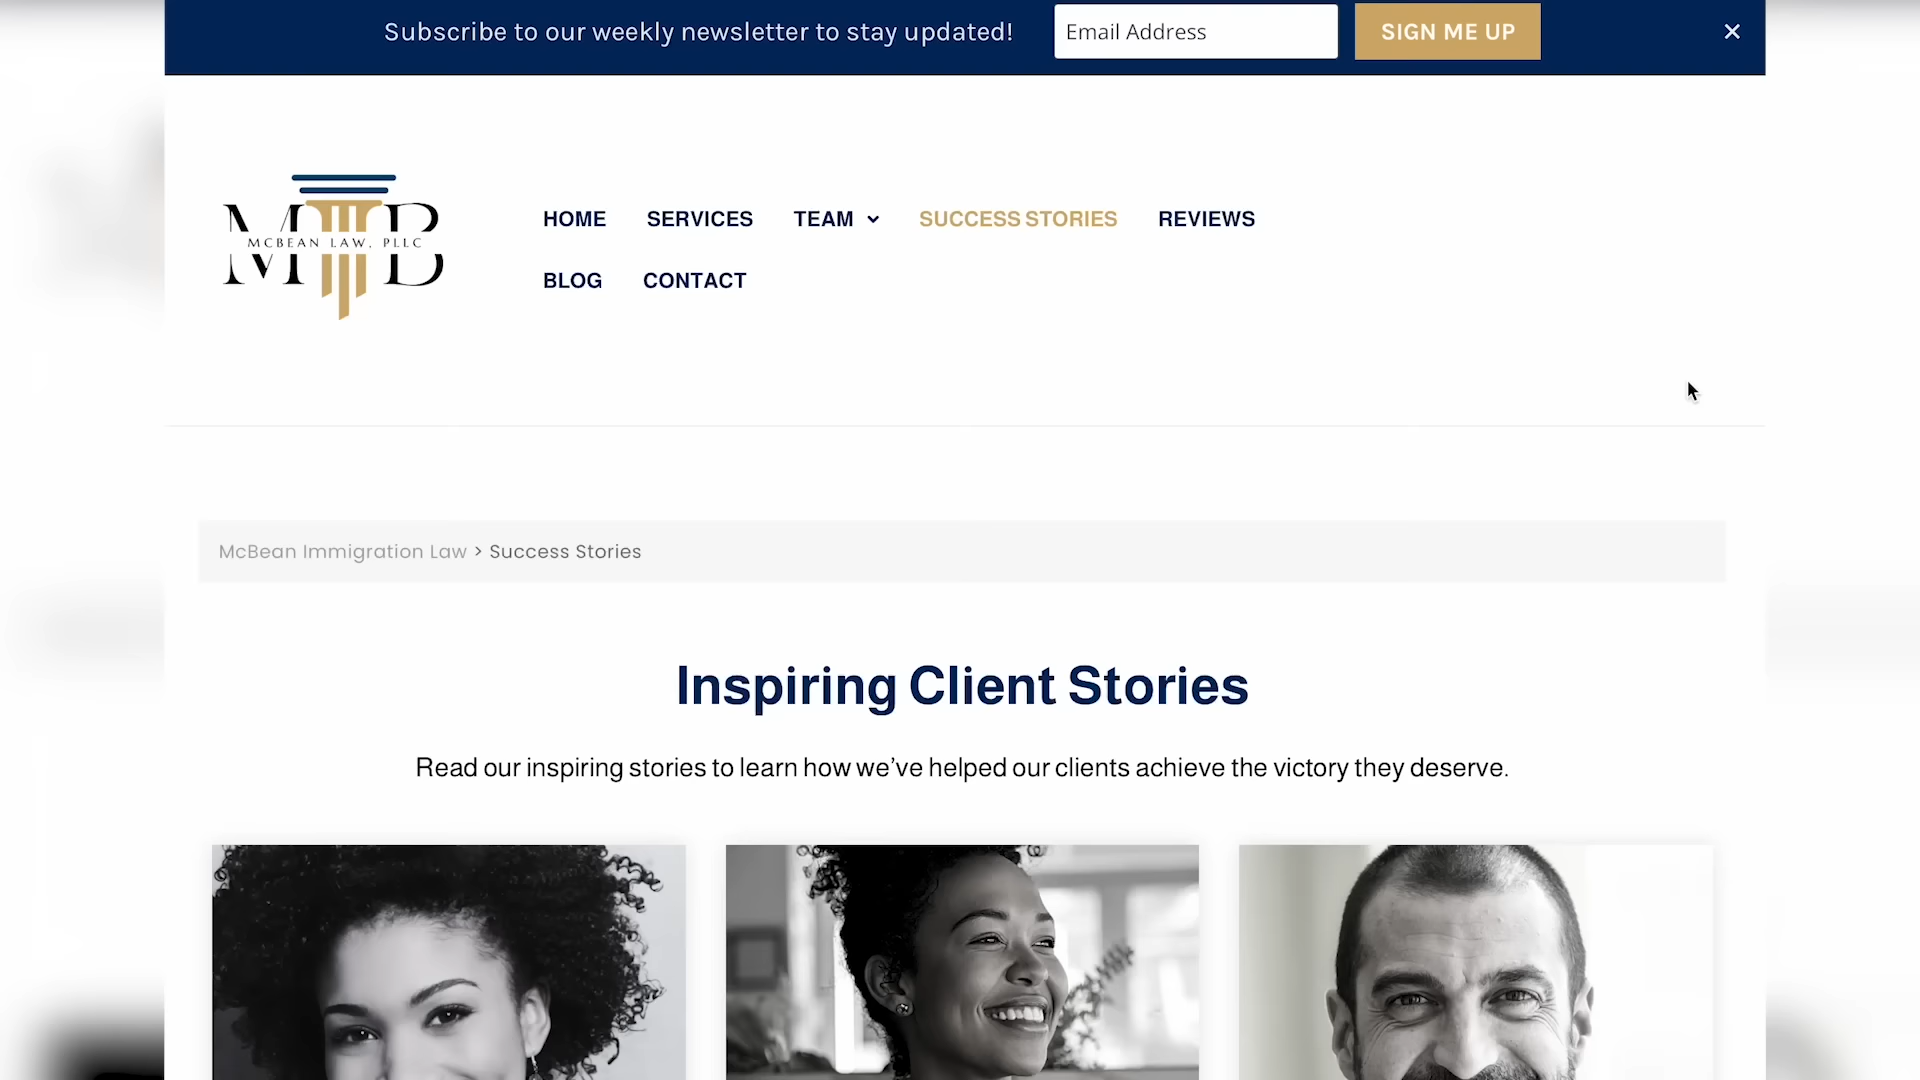 Subscribe to our weekly newsletter to stay updated!
Email Address
SIGN ME UP
MB
MCBEAN LAW, PLLC
HOME
SERVICES
TEAM
SUCCESS STORIES
REVIEWS
BLOG
CONTACT
McBean Immigration Law > Success Stories
Inspiring Client Stories
Read our inspiring stories to learn how we’ve helped our clients achieve the victory they deserve.